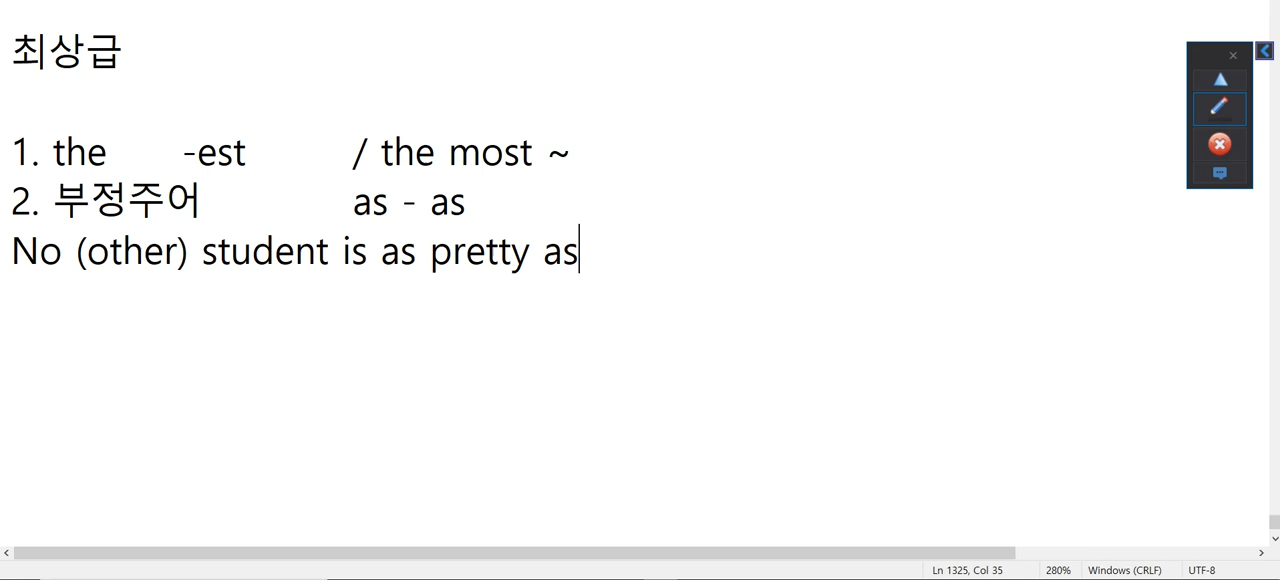 최상급
1. the -est / the most ~
2. 부정주어 as - as
No (other) student is as pretty as
Ln 1325, Col 35 280% Windows (CRLF) UTF-8